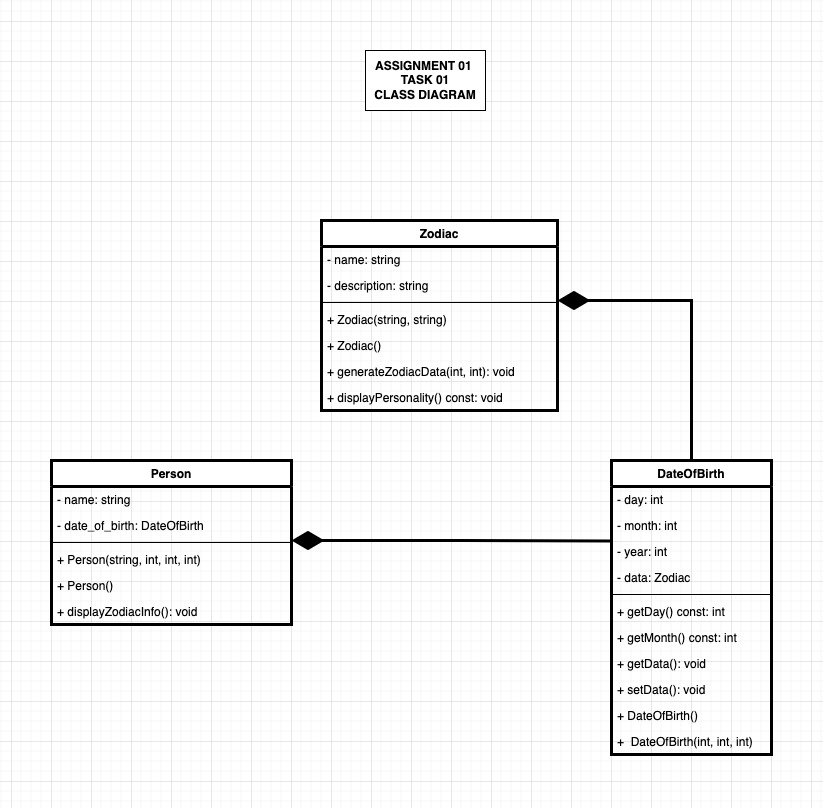 ASSIGNMENT 01
TASK 01
CLASS DIAGRAM
Zodiac
- name: string
- description: string
+ Zodiac(string, string)
+ Zodiac()
+ generateZodiacData(int, int): void
+ displayPersonality() const: void
Person
- name: string
- date_of_birth: DateOfBirth
+ Person(string, int, int, int)
+ Person()
+ displayZodiacInfo(): void
DateOfBirth
- day: int
- month: int
- year: int
- data: Zodiac
+ getDay() const: int
+ getMonth() const: int
+ getData(): void
+ setData(): void
+ DateOfBirth()
+  DateOfBirth(int, int, int)